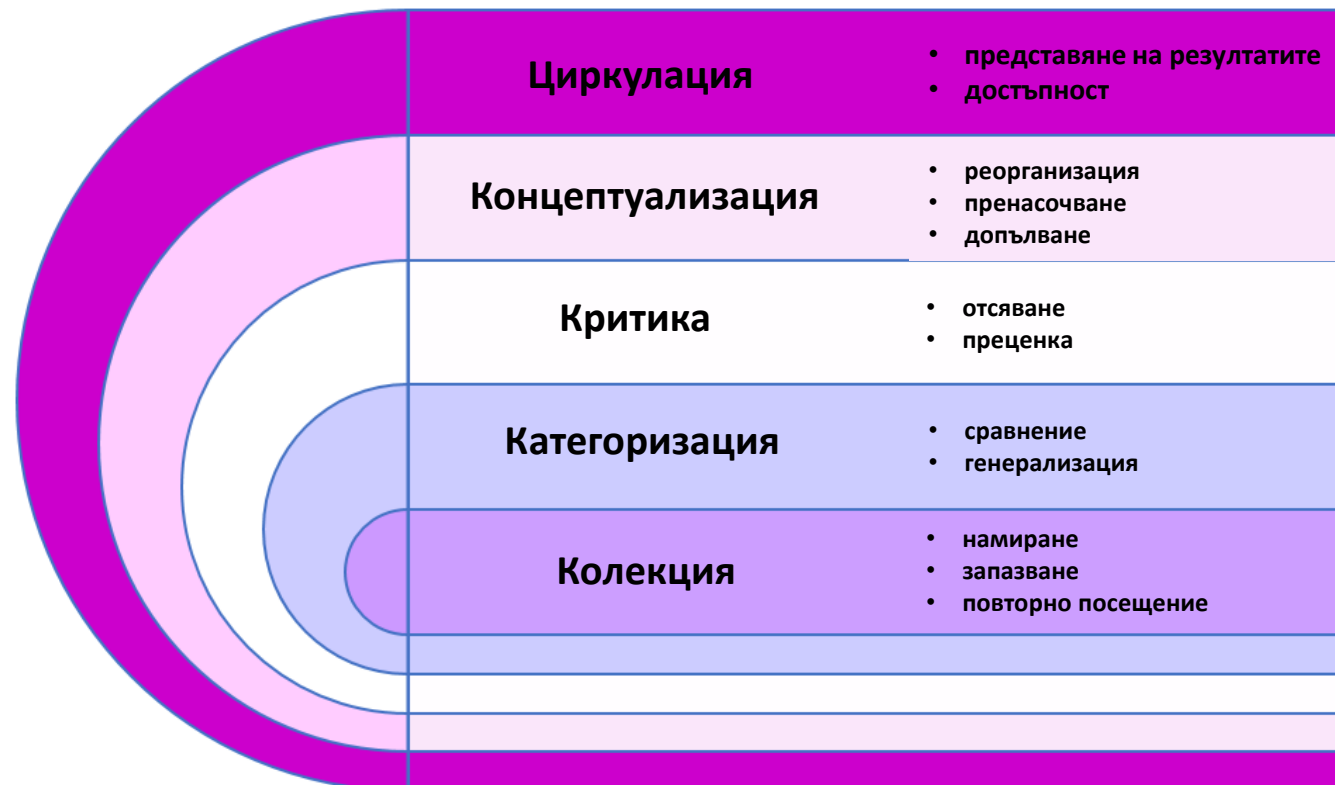 Циркулация
• представяне на резултатите
• достъпност
Концептуализация
• реорганизация
• пренасочване
• допълване
Критика
• отсяване
• преценка
Категоризация
• сравнение
• генерализация
Колекция
• намиране
• запазване
• повторно посещение